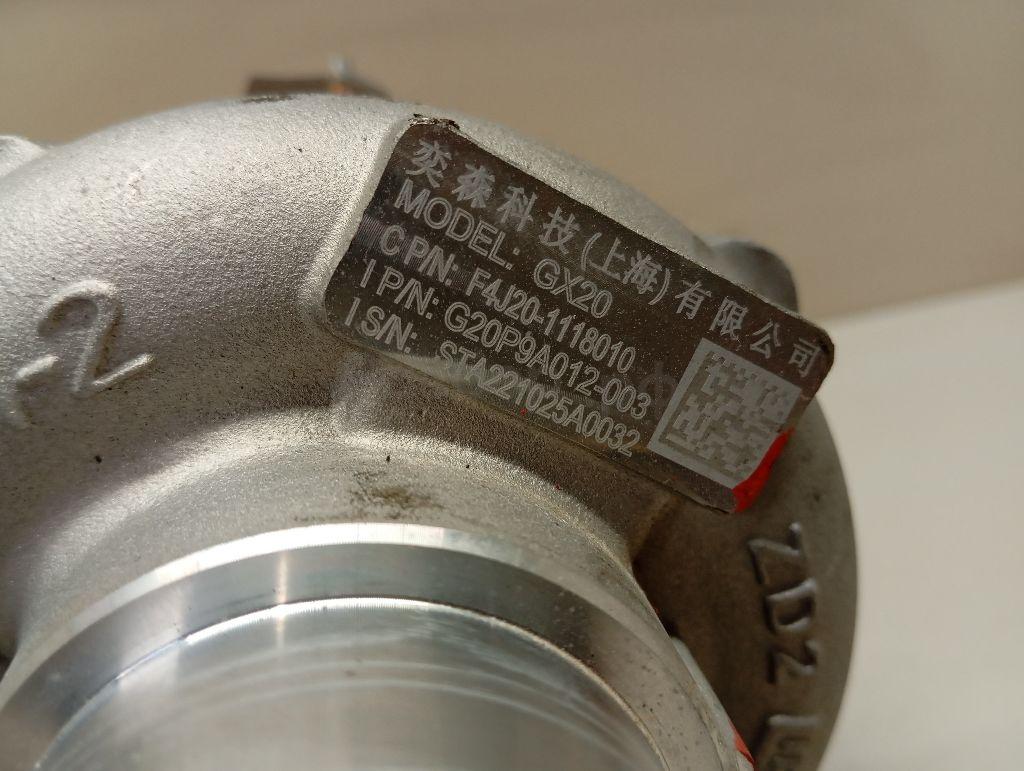 奕森科技(上海)有限公司
MODEL: GX20
C P/N: F4J20-1118010
I P/N: G20P9A012-003
I S/N: STA221025A0032
-2
ZD2